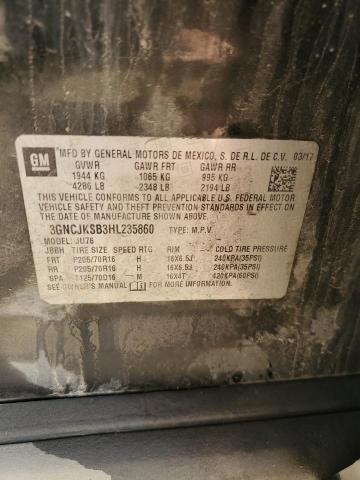 GM
MFD BY GENERAL MOTORS DE MEXICO, S. DE R.L. DE C.V. 03/17
GVWR GAWR FRT GAWR RR
1944 KG 1065 KG 995 KG
4286 LB 2348 LB 2194 LB
THIS VEHICLE CONFORMS TO ALL APPLICABLE U.S. FEDERAL MOTOR
VEHICLE SAFETY AND THEFT PREVENTION STANDARDS IN
EFFECT ON THE DATE OF MANUFACTURE SHOWN ABOVE.
3GNCJKSB3HL235860 TYPE: M.P.V.
MODEL: JU76
JBBH TIRE SIZE SPEED RTG RIM COLD TIRE PRESSURE
FRT P205/70R16 H 16X6.5J 240KPA(35PSI)
RR P205/70R16 H 16X6.5J 240KPA(35PSI)
SPA T125/70D16 M 16X4T 420KPA(60PSI)
SEE OWNER'S MANUAL FOR MORE INFORMATION.